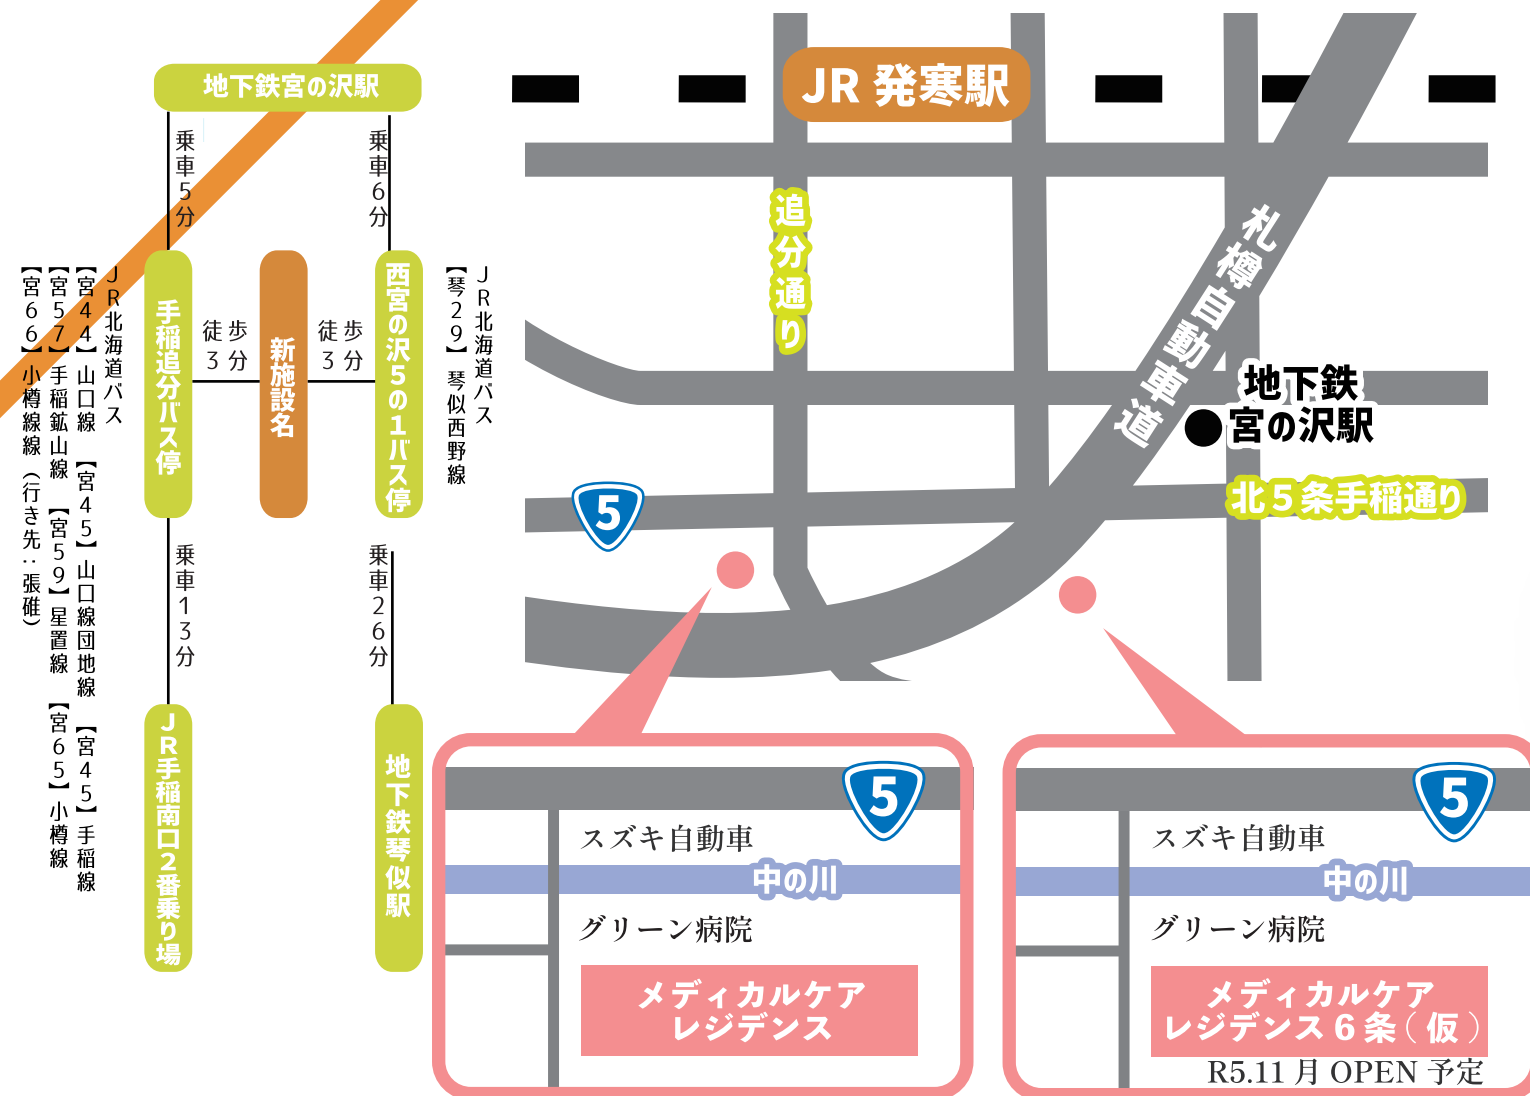 地下鉄宮の沢駅
乗車5分
乗車6分
手稲追分バス停
徒歩
3分
新施設名
徒歩
3分
西宮の沢5の1バス停
JR北海道バス
【宮44】山口線 【宮45】山口線団地線 【宮45】手稲線
【宮57】手稲鉱山線 【宮59】星置線 【宮65】小樽線
【宮66】小樽線線（行き先：張碓）
JR北海道バス
【琴29】琴似西野線
乗車13分
乗車26分
JR手稲南口2番乗り場
地下鉄琴似駅
JR 発寒駅
追分通り
札樽自動車道
地下鉄
宮の沢駅
北5条手稲通り
5
5
スズキ自動車
中の川
グリーン病院
メディカルケア
レジデンス
5
スズキ自動車
中の川
グリーン病院
メディカルケア
レジデンス6条（仮）
R5.11月 OPEN 予定